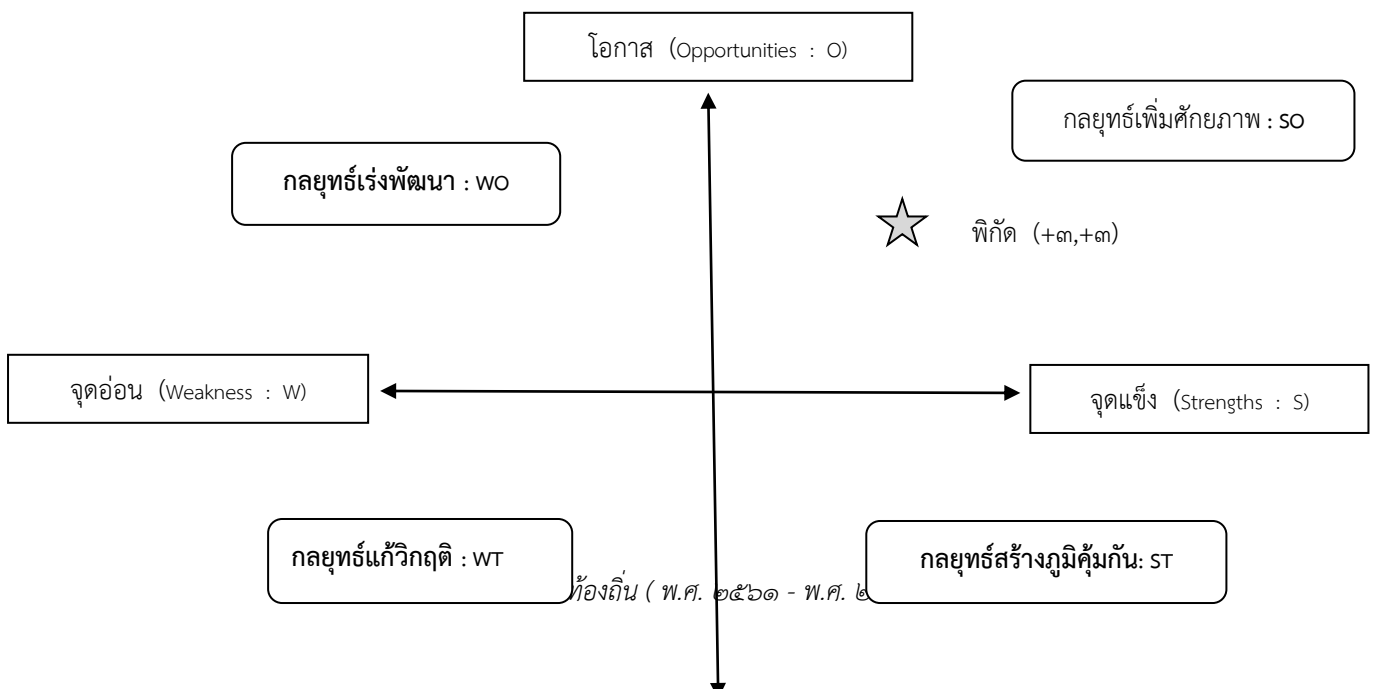 โอกาส (Opportunities : O)
กลยุทธ์เพิ่มศักยภาพ : SO
กลยุทธ์เร่งพัฒนา : WO
พิกัด (+๓,+๓)
จุดอ่อน (Weakness : W)
จุดแข็ง (Strengths : S)
กลยุทธ์แก้วิกฤติ : WT
กลยุทธ์สร้างภูมิคุ้มกัน: ST
ท้องถิ่น ( พ.ศ. ๒๕๖๑ - พ.ศ. ๒